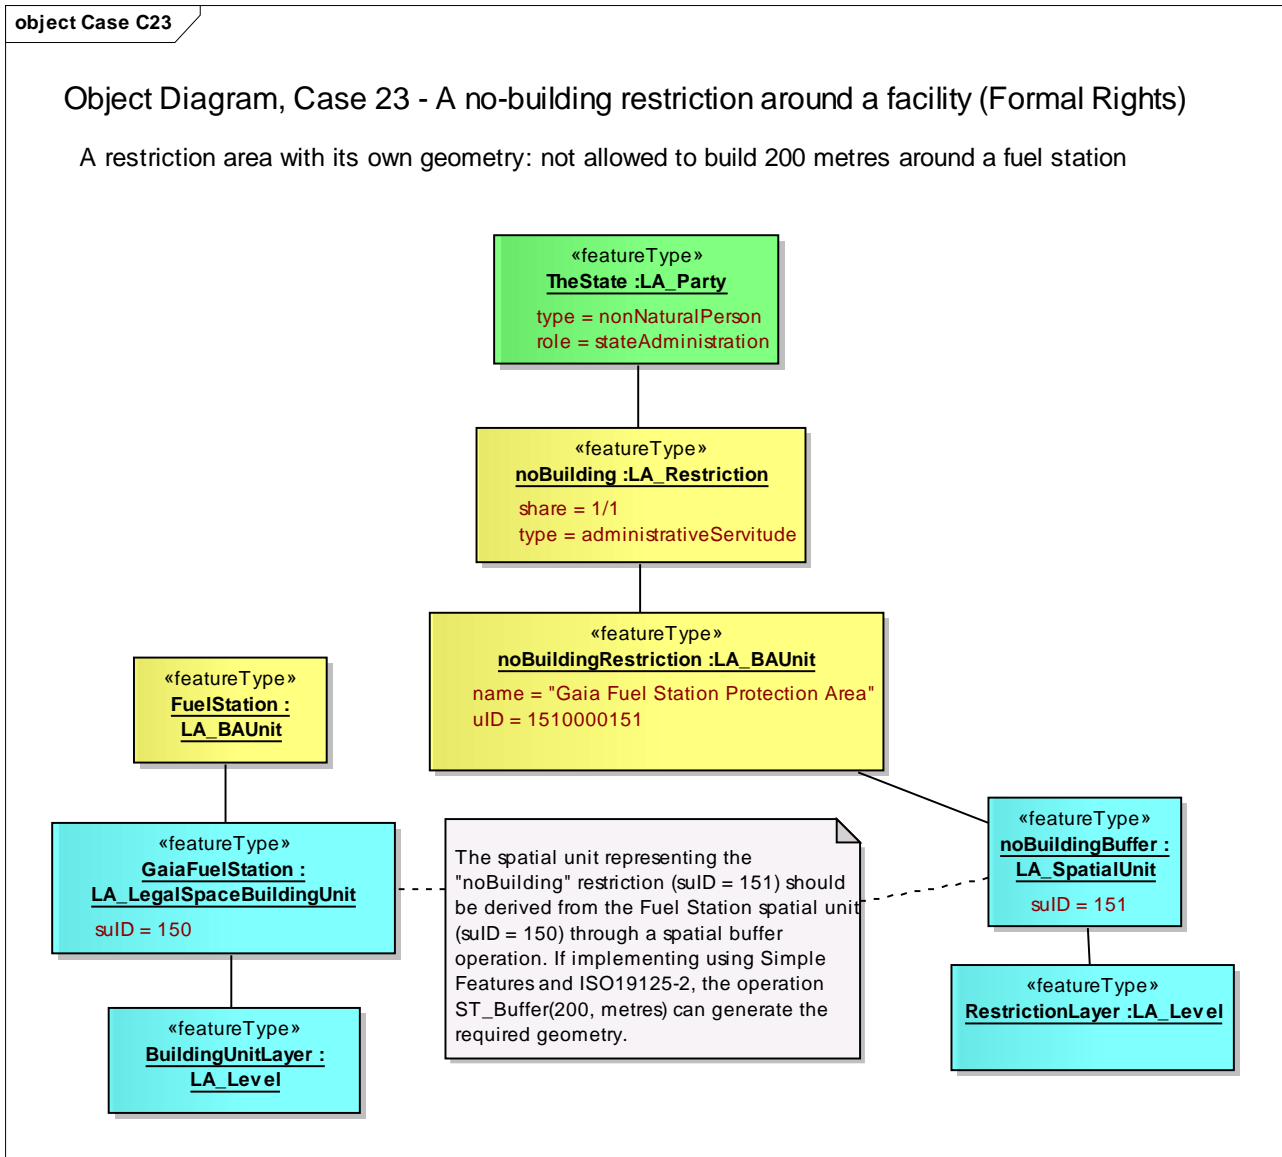 object Case C23
Object Diagram, Case 23 - A no-building restriction around a facility (Formal Rights)
A restriction area with its own geometry: not allowed to build 200 metres around a fuel station
«featureType»
TheState :LA_Party
type = nonNaturalPerson
role = stateAdministration
«featureType»
noBuilding :LA_Restriction
share = 1/1
type = administrativeServitude
«featureType»
noBuildingRestriction :LA_BAUnit
name = "Gaia Fuel Station Protection Area"
uID = 1510000151
«featureType»
FuelStation :
LA_BAUnit
«featureType»
GaiaFuelStation :
LA_LegalSpaceBuildingUnit
suID = 150
«featureType»
BuildingUnitLayer :
LA_Level
The spatial unit representing the
"noBuilding" restriction (suID = 151) should
be derived from the Fuel Station spatial unit
(suID = 150) through a spatial buffer
operation. If implementing using Simple
Features and ISO19125-2, the operation
ST_Buffer(200, metres) can generate the
required geometry.
«featureType»
noBuildingBuffer :
LA_SpatialUnit
suID = 151
«featureType»
RestrictionLayer :LA_Level